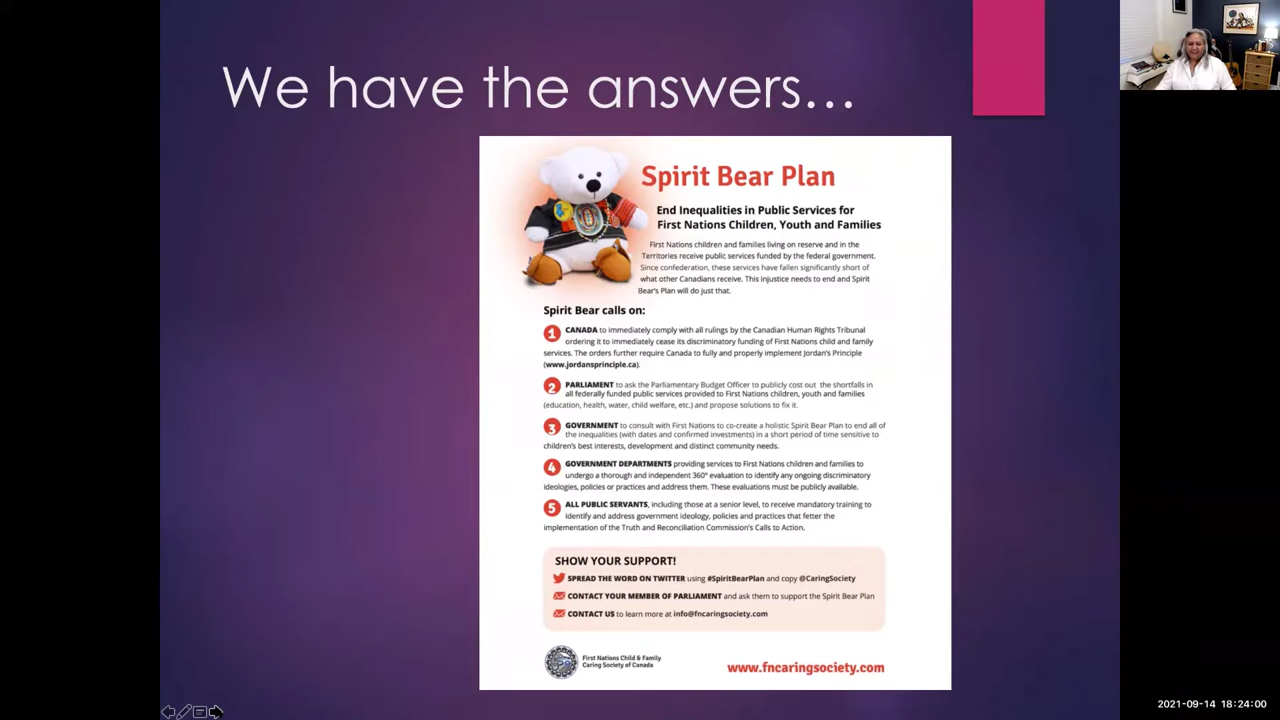 We have the answers…
Spirit Bear Plan
End Inequalities in Public Services for
First Nations Children, Youth and Families
First Nations children and families living on reserve and in the
Territories receive public services funded by the federal government.
Since confederation, these services have fallen significantly short of
what other Canadians receive. This injustice needs to end and Spirit
Bear's Plan will do just that.
Spirit Bear calls on:
1 CANADA to immediately comply with all rulings by the Canadian Human Rights Tribunal
ordering it to immediately cease its discriminatory funding of First Nations child and family
services. The orders further require Canada to fully and properly implement Jordan's Principle
(www.jordansprinciple.ca).
2 PARLIAMENT to ask the Parliamentary Budget Officer to publicly cost out the shortfalls in
all federally funded public services provided to First Nations children, youth and families
(education, health, water, child welfare, etc.) and propose solutions to fix it.
3 GOVERNMENT to consult with First Nations to co-create a holistic Spirit Bear Plan to end all of
the inequalities (with dates and confirmed investments) in a short period of time sensitive to
children's best interests, development and distinct community needs.
4 GOVERNMENT DEPARTMENTS providing services to First Nations children and families to
undergo a thorough and independent 360° evaluation to identify any ongoing discriminatory
ideologies, policies or practices and address them. These evaluations must be publicly available.
5 ALL PUBLIC SERVANTS, including those at a senior level, to receive mandatory training to
identify and address government ideology, policies and practices that fetter the
implementation of the Truth and Reconciliation Commission's Calls to Action.
SHOW YOUR SUPPORT!
SPREAD THE WORD ON TWITTER using #SpiritBearPlan and copy @CaringSociety
CONTACT YOUR MEMBER OF PARLIAMENT and ask them to support the Spirit Bear Plan
CONTACT US to learn more at info@fncaringsociety.com
First Nations Child & Family
Caring Society of Canada
www.fncaringsociety.com
2021-09-14 18:24:00